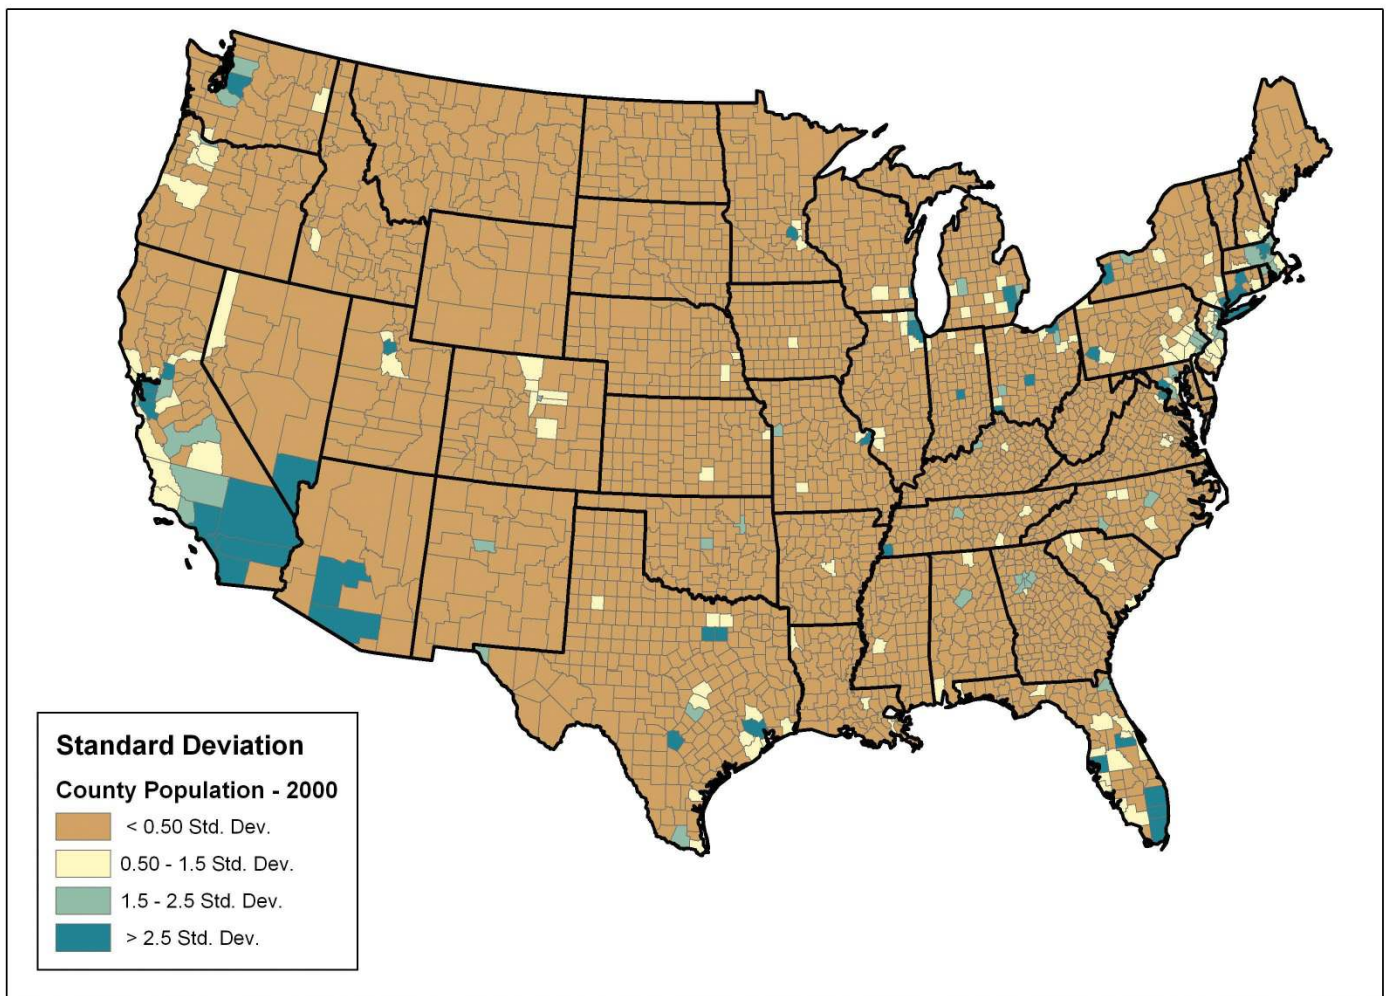 Standard Deviation
County Population - 2000
< 0.50 Std. Dev.
0.50 - 1.5 Std. Dev.
1.5 - 2.5 Std. Dev.
> 2.5 Std. Dev.